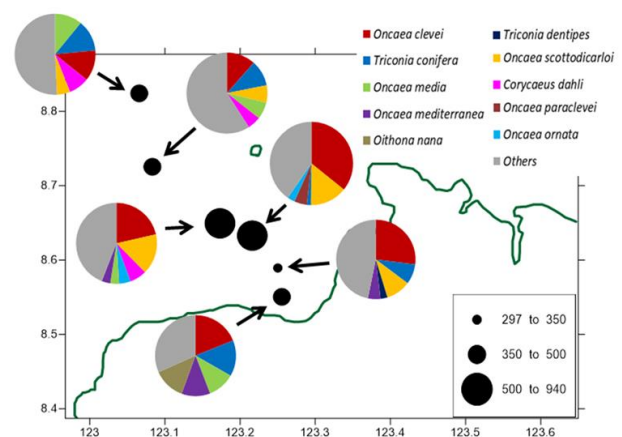 Oncaea clevei
Triconia conifera
Oncaea media
Oncaea mediterranea
Oithona nana
Triconia dentipes
Oncaea scottodicarloi
Corycaeus dahli
Oncaea paraclevei
Oncaea ornata
Others
8.8
8.7
8.6
8.5
8.4
297 to 350
350 to 500
500 to 940
123 123.1 123.2 123.3 123.4 123.5 123.6